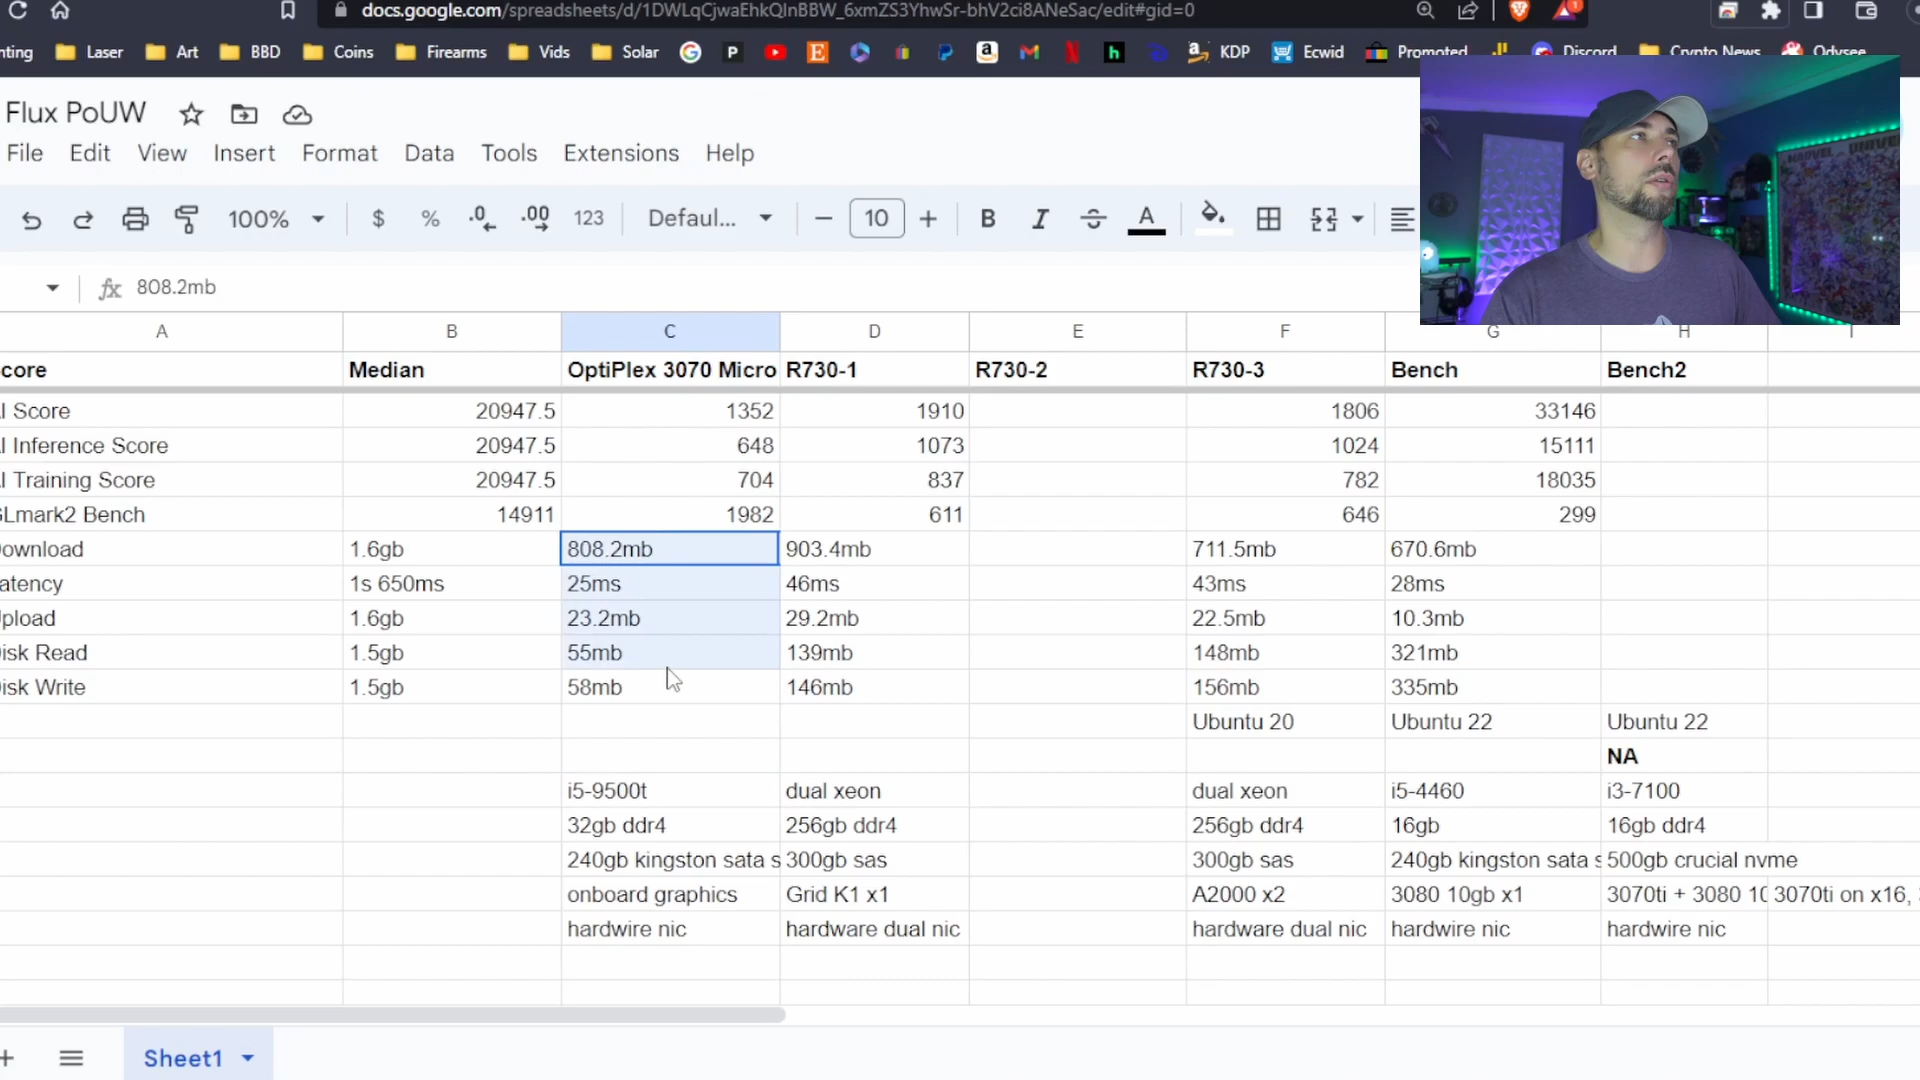 docs.google.com/spreadsheets/d/1DWLqCjwaEhkQInBBW_6xmZS3YhwSr-bhV2ci8ANeSac/edit#gid=0
nting Laser Art BBD Coins Firearms Vids Solar KDP Ecwid Promoted Discord Crypto News Odysee
Flux PoUW
File Edit View Insert Format Data Tools Extensions Help
100% $ % .0 .00 123 Defaul... 10 B I A
fx 808.2mb
A B C D E F G H
core Median OptiPlex 3070 Micro R730-1 R730-2 R730-3 Bench Bench2
I Score 20947.5 1352 1910 1806 33146
I Inference Score 20947.5 648 1073 1024 15111
I Training Score 20947.5 704 837 782 18035
GLmark2 Bench 14911 1982 611 646 299
ownload 1.6gb 808.2mb 903.4mb 711.5mb 670.6mb
atency 1s 650ms 25ms 46ms 43ms 28ms
pload 1.6gb 23.2mb 29.2mb 22.5mb 10.3mb
isk Read 1.5gb 55mb 139mb 148mb 321mb
isk Write 1.5gb 58mb 146mb 156mb 335mb
Ubuntu 20 Ubuntu 22 Ubuntu 22
NA
i5-9500t dual xeon dual xeon i5-4460 i3-7100
32gb ddr4 256gb ddr4 256gb ddr4 16gb 16gb ddr4
240gb kingston sata s 300gb sas 300gb sas 240gb kingston sata s 500gb crucial nvme
onboard graphics Grid K1 x1 A2000 x2 3080 10gb x1 3070ti + 3080 10 3070ti on x16,
hardwire nic hardware dual nic hardware dual nic hardwire nic hardwire nic
Sheet1